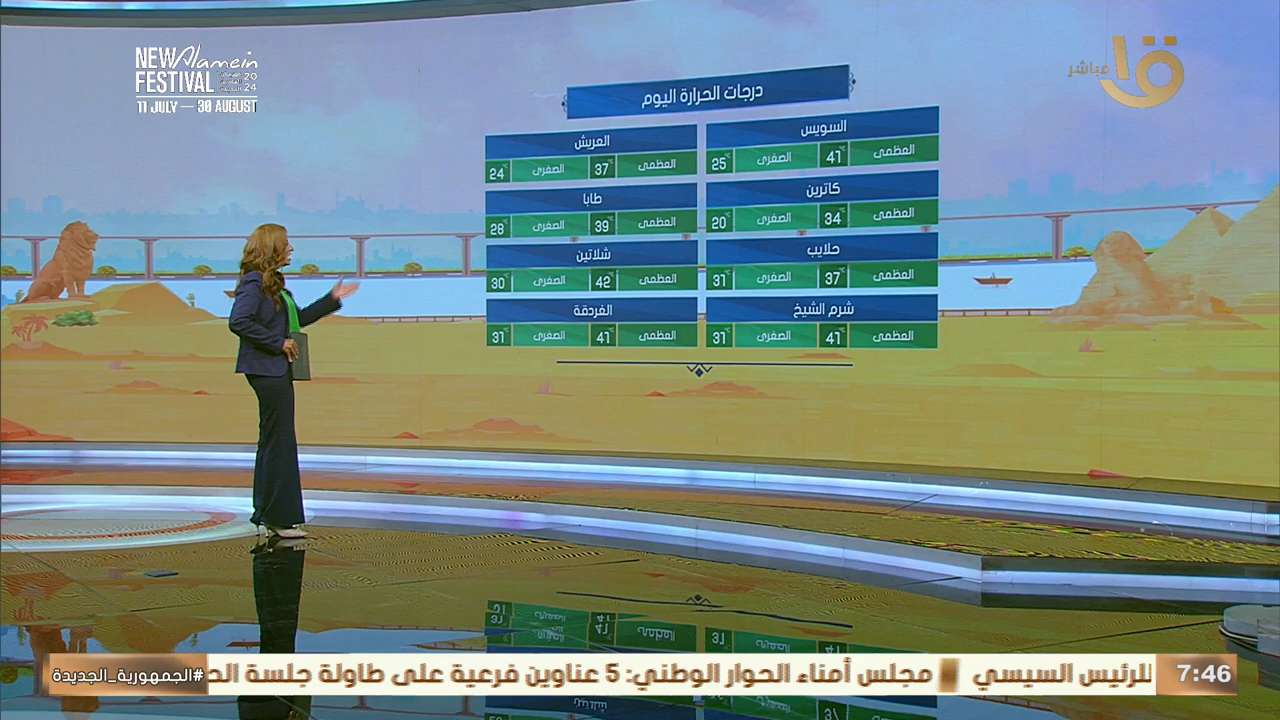 NEW Alamein
FESTIVAL
2024
11 JULY — 30 AUGUST
مباشر
درجات الحرارة اليوم
السويس
العظمى 41 الصغرى 25
العريش
العظمى 37 الصغرى 24
كاترين
العظمى 34 الصغرى 20
طابا
العظمى 39 الصغرى 28
حلايب
العظمى 37 الصغرى 31
شلاتين
العظمى 42 الصغرى 30
شرم الشيخ
العظمى 41 الصغرى 31
الغردقة
العظمى 41 الصغرى 31
7:46
للرئيس السيسي مجلس أمناء الحوار الوطني: 5 عناوين فرعية على طاولة جلسة
#الجمهورية_الجديدة